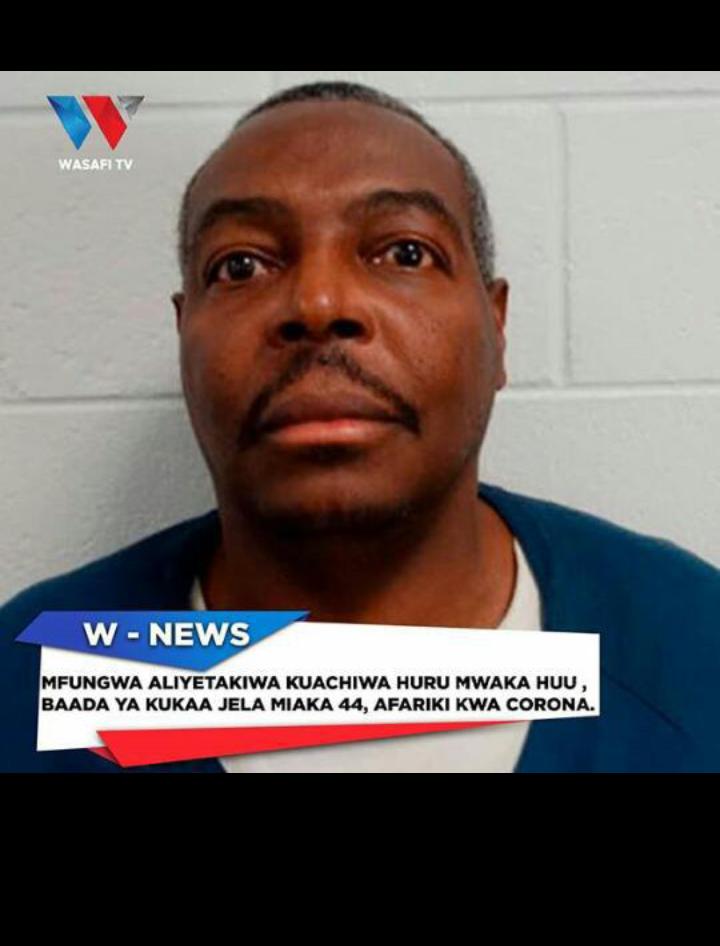 WASAFI TV
W - NEWS
MFUNGWA ALIYETAKIWA KUACHIWA HURU MWAKA HUU ,
BAADA YA KUKAA JELA MIAKA 44, AFARIKI KWA CORONA.